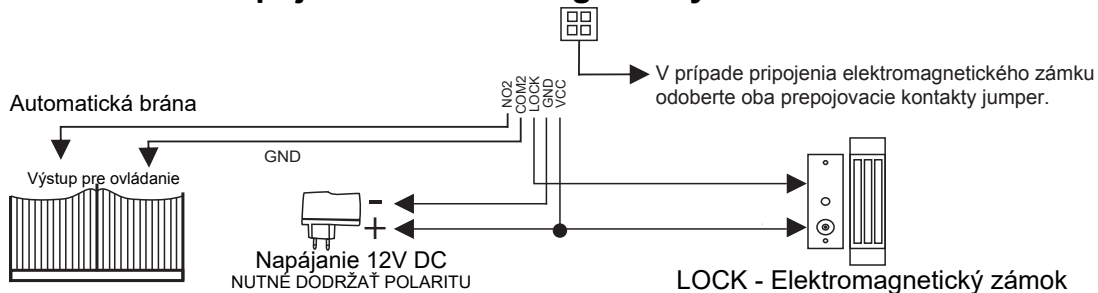 V prípade pripojenia elektromagnetického zámku
odoberte oba prepojovacie kontakty jumper.
NO2
COM2
LOCK
GND
VCC
Automatická brána
GND
Výstup pre ovládanie
-
+
Napájanie 12V DC
NUTNÉ DODRŽAŤ POLARITU
LOCK - Elektromagnetický zámok